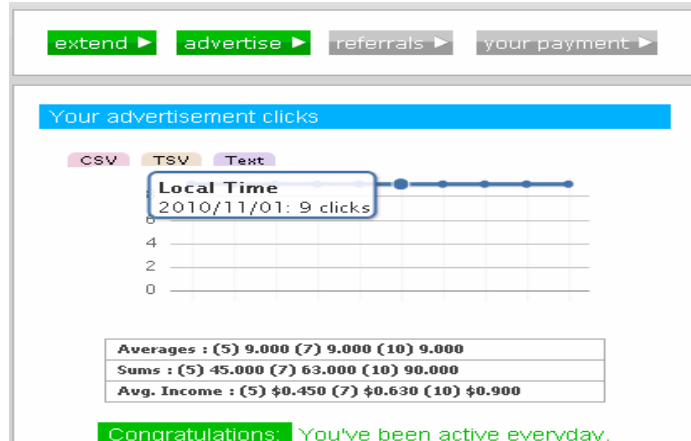 extend ▶ advertise ▶ referrals ▶ your payment ▶
Your advertisement clicks
CSV TSV Text
Local Time
2010/11/01: 9 clicks
6
4
2
0
Averages : (5) 9.000 (7) 9.000 (10) 9.000
Sums : (5) 45.000 (7) 63.000 (10) 90.000
Avg. Income : (5) $0.450 (7) $0.630 (10) $0.900
Congratulations: You've been active everyday.